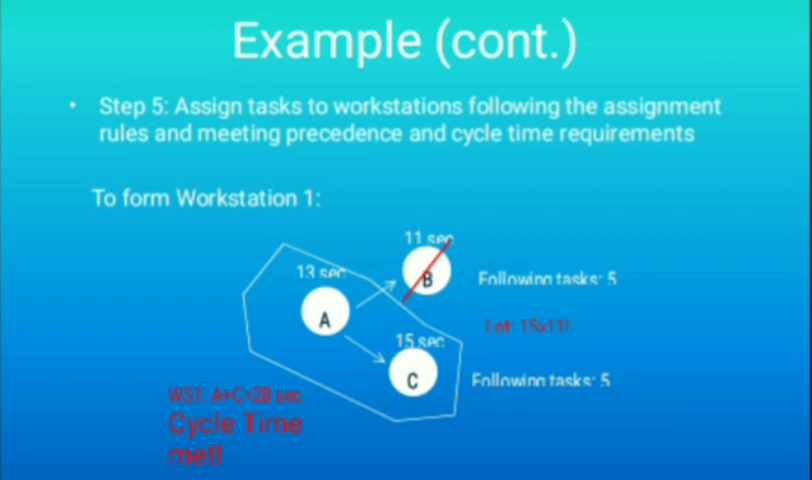 Example (cont.)
• Step 5: Assign tasks to workstations following the assignment
rules and meeting precedence and cycle time requirements
To form Workstation 1:
11 sec
13 sec
B
Following tasks: 5
A
15>11!
15 sec
C
Following tasks: 5
WS1: A+C=28 sec
Cycle Time
met!